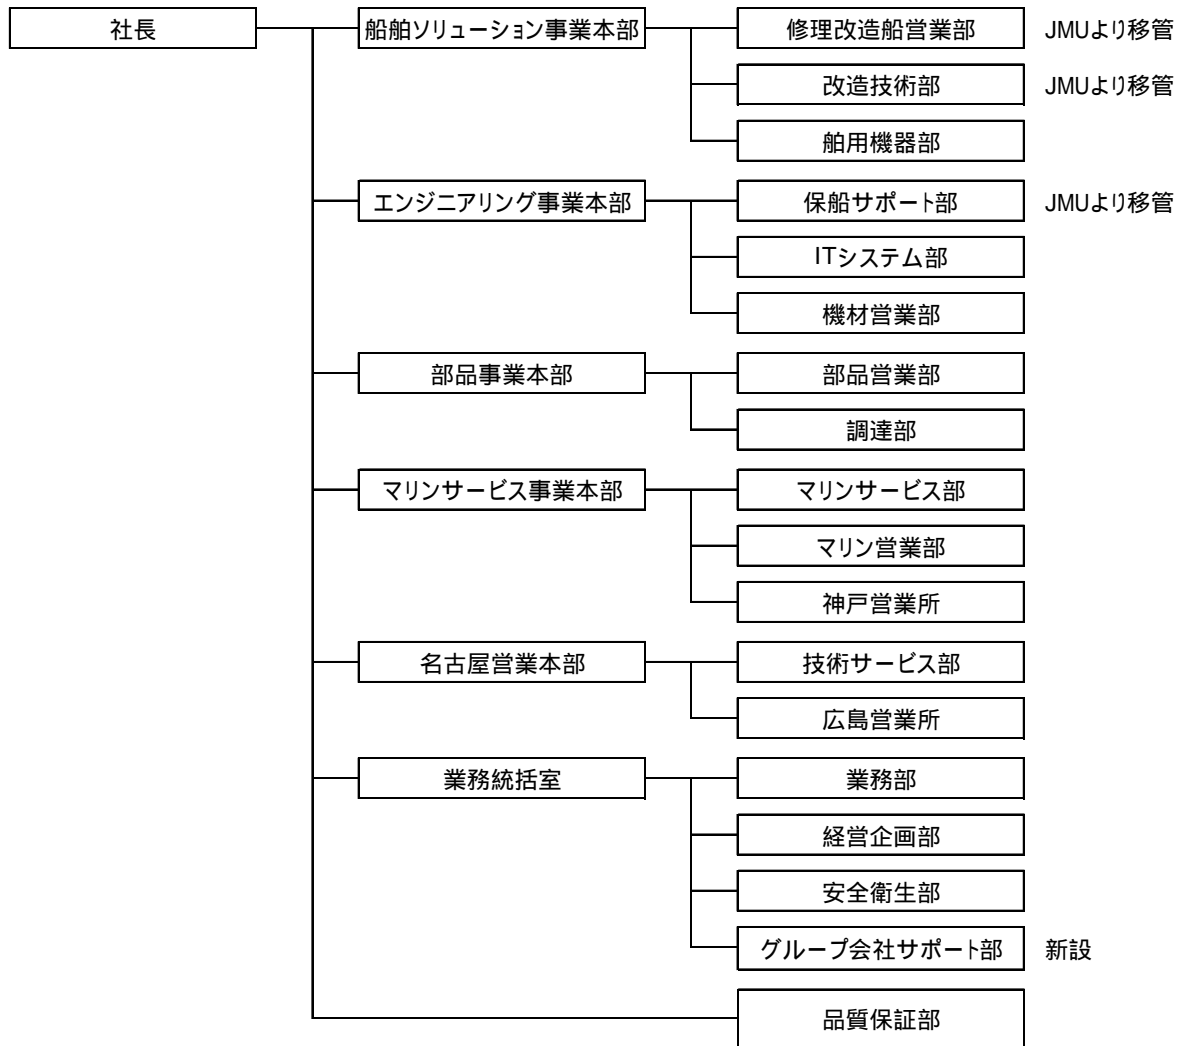 社長
船舶ソリューション事業本部
修理改造船営業部
JMUより移管
改造技術部
JMUより移管
舶用機器部
エンジニアリング事業本部
保船サポート部
JMUより移管
ITシステム部
機材営業部
部品事業本部
部品営業部
調達部
マリンサービス事業本部
マリンサービス部
マリン営業部
神戸営業所
名古屋営業本部
技術サービス部
広島営業所
業務統括室
業務部
経営企画部
安全衛生部
グループ会社サポート部
新設
品質保証部